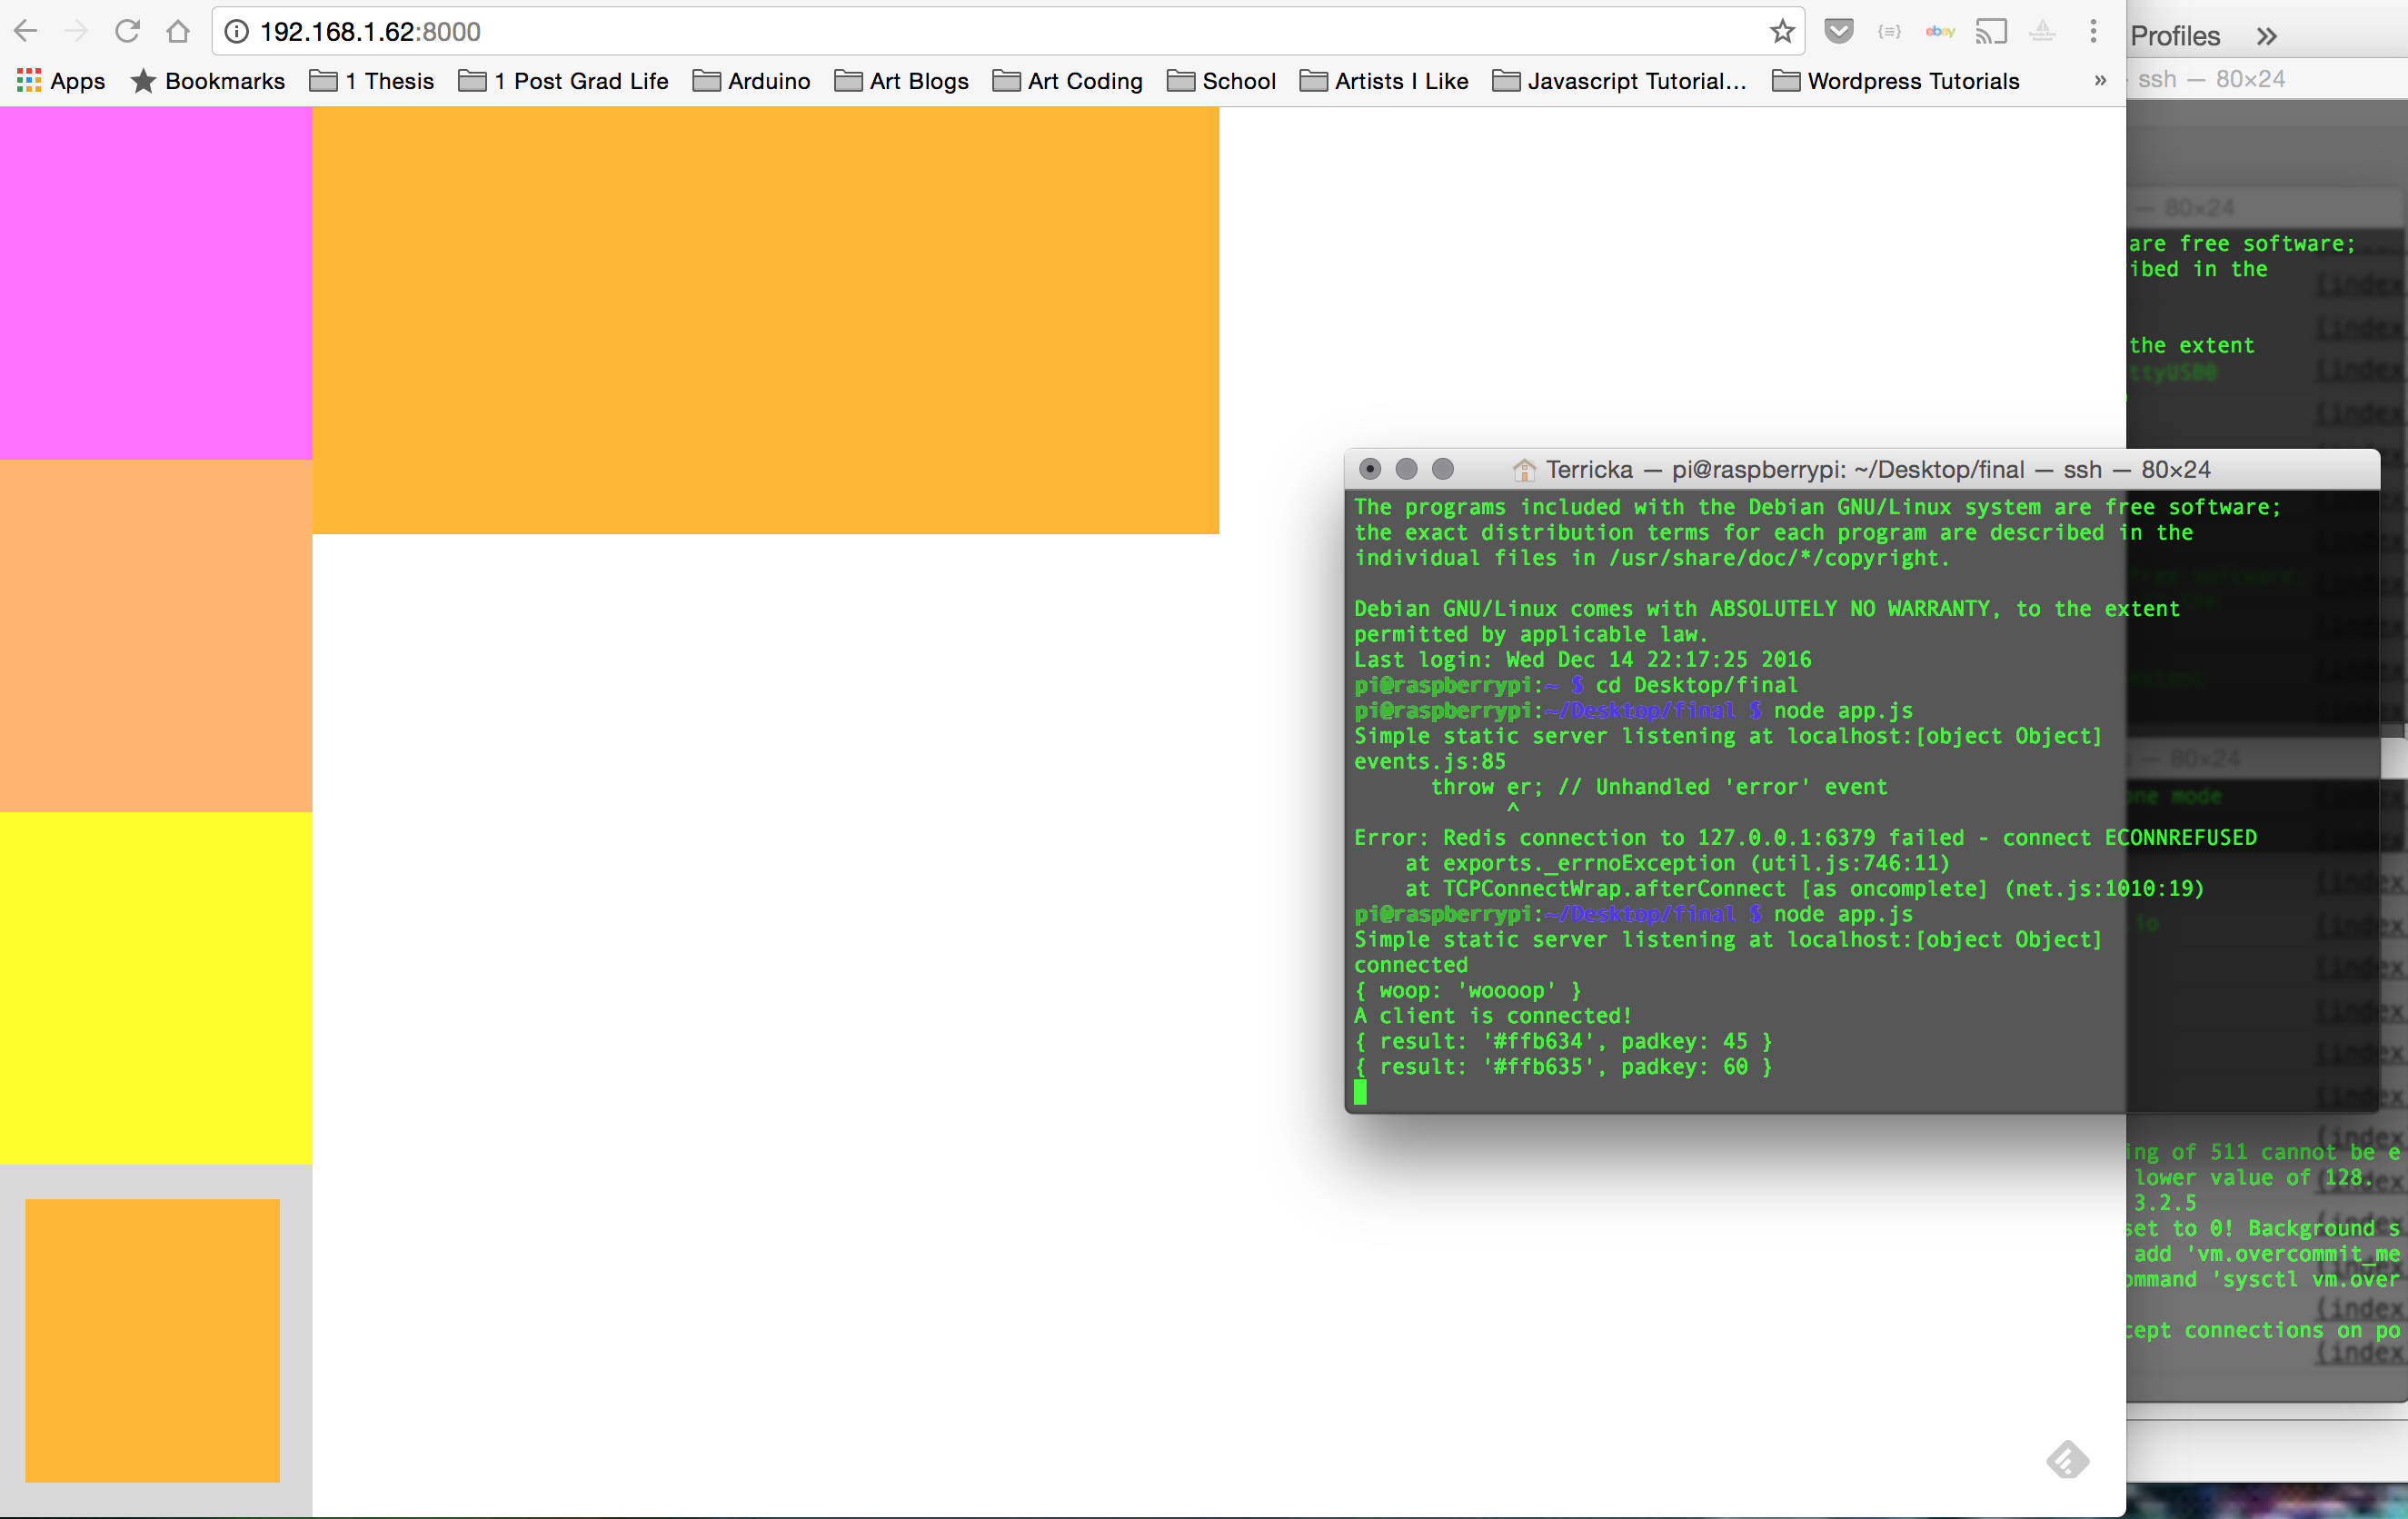 192.168.1.62:8000
ebay
Profiles »
Apps Bookmarks 1 Thesis 1 Post Grad Life Arduino Art Blogs Art Coding School Artists I Like Javascript Tutorial... Wordpress Tutorials »
ssh — 80×24
— 80×24
are free software;
ibed in the
the extent
ttyUSB0
Terricka — pi@raspberrypi: ~/Desktop/final — ssh — 80×24
The programs included with the Debian GNU/Linux system are free software;
the exact distribution terms for each program are described in the
individual files in /usr/share/doc/*/copyright.
Debian GNU/Linux comes with ABSOLUTELY NO WARRANTY, to the extent
permitted by applicable law.
Last login: Wed Dec 14 22:17:25 2016
pi@raspberrypi:~ $ cd Desktop/final
pi@raspberrypi:~/Desktop/final $ node app.js
Simple static server listening at localhost:[object Object]
events.js:85
throw er; // Unhandled 'error' event
^
Error: Redis connection to 127.0.0.1:6379 failed - connect ECONNREFUSED
at exports._errnoException (util.js:746:11)
at TCPConnectWrap.afterConnect [as oncomplete] (net.js:1010:19)
pi@raspberrypi:~/Desktop/final $ node app.js
Simple static server listening at localhost:[object Object]
connected
{ woop: 'woooop' }
A client is connected!
{ result: '#ffb634', padkey: 45 }
{ result: '#ffb635', padkey: 60 }
— 80×24
one mode
.io
ing of 511 cannot be e
lower value of 128.
3.2.5
set to 0! Background s
add 'vm.overcommit_me
ommand 'sysctl vm.over
cept connections on po
(index